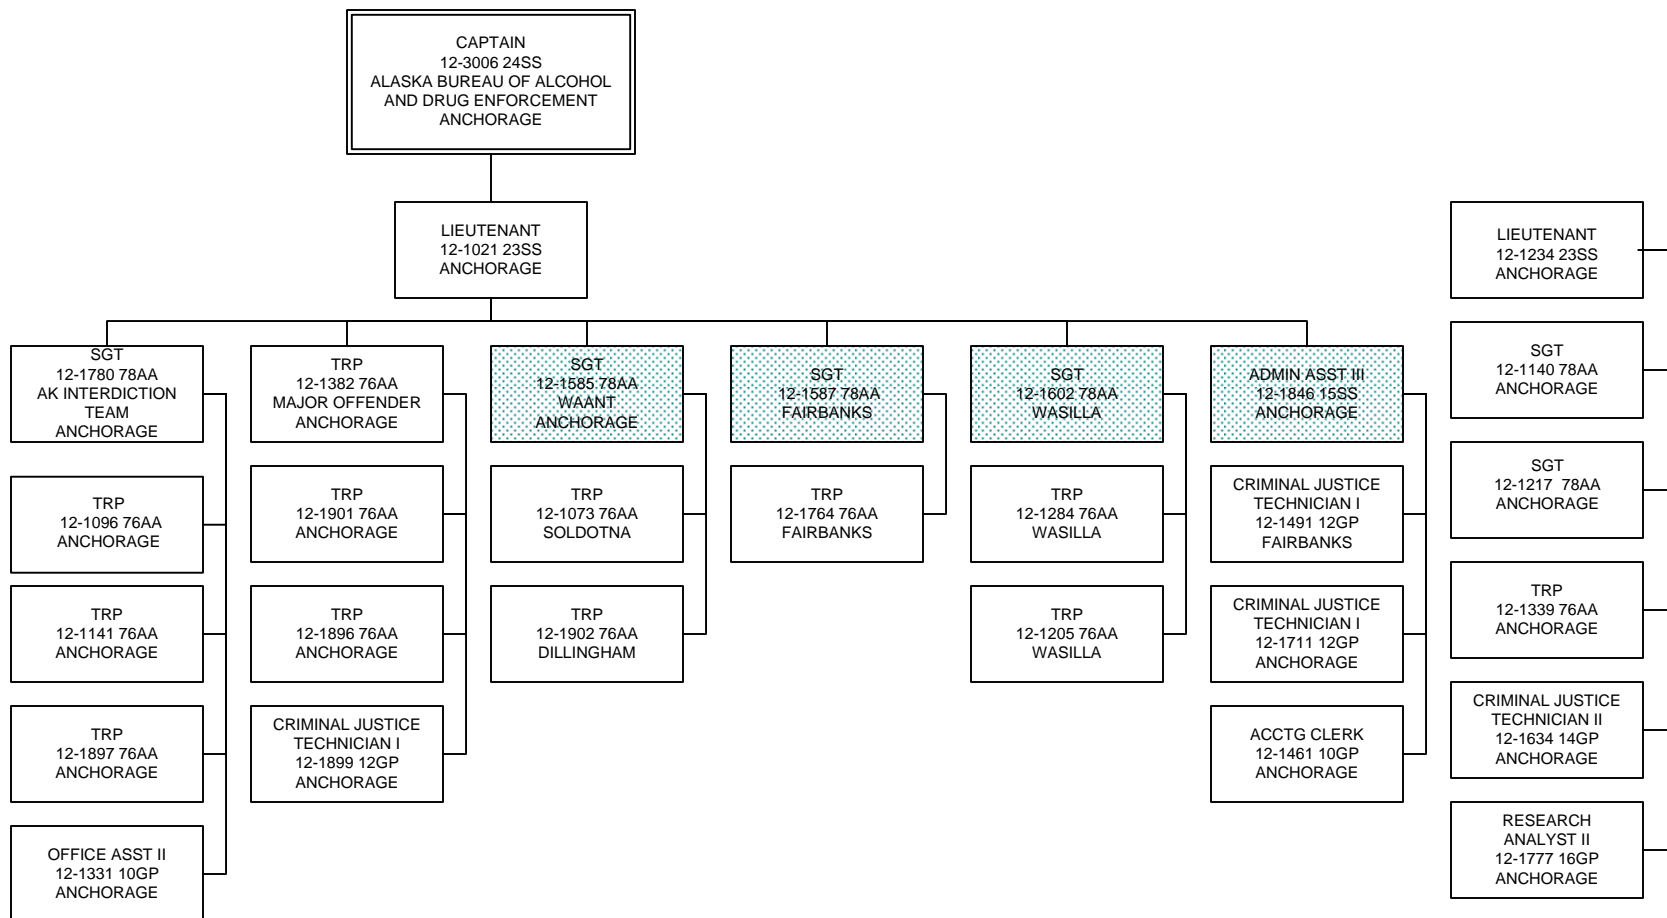 CAPTAIN
12-3006 24SS
ALASKA BUREAU OF ALCOHOL
AND DRUG ENFORCEMENT
ANCHORAGE
LIEUTENANT
12-1021 23SS
ANCHORAGE
SGT
12-1780 78AA
AK INTERDICTION
TEAM
ANCHORAGE
TRP
12-1096 76AA
ANCHORAGE
TRP
12-1141 76AA
ANCHORAGE
TRP
12-1897 76AA
ANCHORAGE
OFFICE ASST II
12-1331 10GP
ANCHORAGE
TRP
12-1382 76AA
MAJOR OFFENDER
ANCHORAGE
TRP
12-1901 76AA
ANCHORAGE
TRP
12-1896 76AA
ANCHORAGE
CRIMINAL JUSTICE
TECHNICIAN I
12-1899 12GP
ANCHORAGE
SGT
12-1585 78AA
WAANT
ANCHORAGE
TRP
12-1073 76AA
SOLDOTNA
TRP
12-1902 76AA
DILLINGHAM
SGT
12-1587 78AA
FAIRBANKS
TRP
12-1764 76AA
FAIRBANKS
SGT
12-1602 78AA
WASILLA
TRP
12-1284 76AA
WASILLA
TRP
12-1205 76AA
WASILLA
ADMIN ASST III
12-1846 15SS
ANCHORAGE
CRIMINAL JUSTICE
TECHNICIAN I
12-1491 12GP
FAIRBANKS
CRIMINAL JUSTICE
TECHNICIAN I
12-1711 12GP
ANCHORAGE
ACCTG CLERK
12-1461 10GP
ANCHORAGE
LIEUTENANT
12-1234 23SS
ANCHORAGE
SGT
12-1140 78AA
ANCHORAGE
SGT
12-1217 78AA
ANCHORAGE
TRP
12-1339 76AA
ANCHORAGE
CRIMINAL JUSTICE
TECHNICIAN II
12-1634 14GP
ANCHORAGE
RESEARCH
ANALYST II
12-1777 16GP
ANCHORAGE